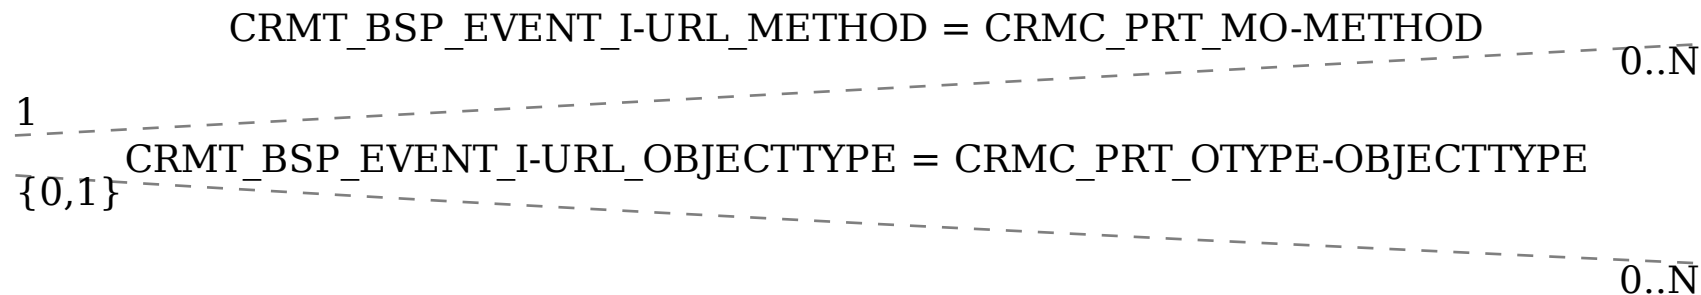 CRMT_BSP_EVENT_I-URL_METHOD = CRMC_PRT_MO-METHOD
0..N
1
CRMT_BSP_EVENT_I-URL_OBJECTTYPE = CRMC_PRT_OTYPE-OBJECTTYPE
{0,1}
0..N